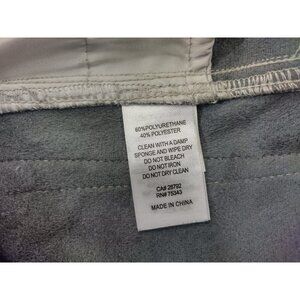 60%POLYURETHANE
40% POLYESTER
CLEAN WITH A DAMP
SPONGE AND WIPE DRY
DO NOT BLEACH
DO NOT IRON
DO NOT DRY CLEAN
CA# 28792
RN# 75343
MADE IN CHINA